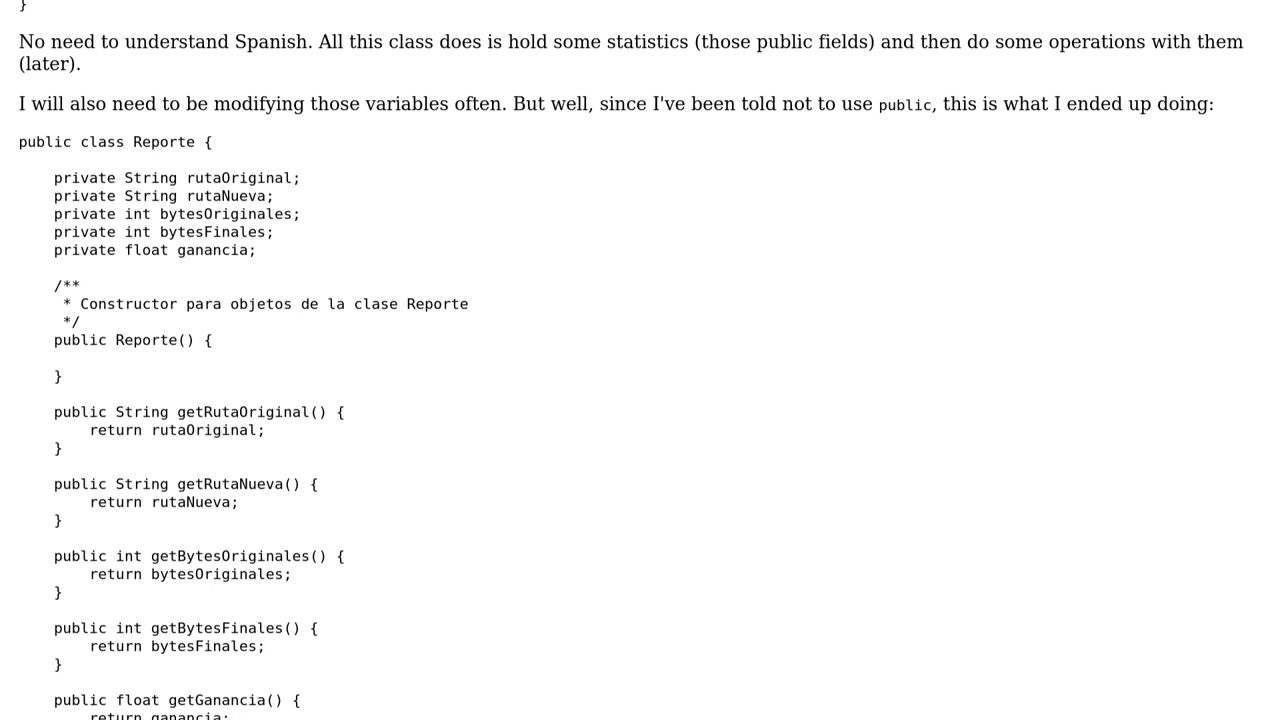 }
No need to understand Spanish. All this class does is hold some statistics (those public fields) and then do some operations with them
(later).
I will also need to be modifying those variables often. But well, since I've been told not to use public, this is what I ended up doing:
public class Reporte {
    private String rutaOriginal;
    private String rutaNueva;
    private int bytesOriginales;
    private int bytesFinales;
    private float ganancia;
    /**
     * Constructor para objetos de la clase Reporte
     */
    public Reporte() {
    }
    public String getRutaOriginal() {
        return rutaOriginal;
    }
    public String getRutaNueva() {
        return rutaNueva;
    }
    public int getBytesOriginales() {
        return bytesOriginales;
    }
    public int getBytesFinales() {
        return bytesFinales;
    }
    public float getGanancia() {
        return ganancia;